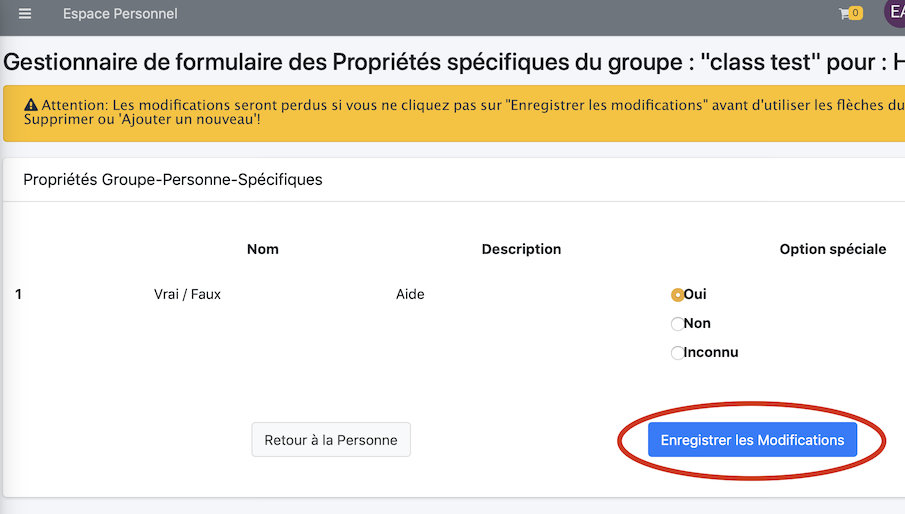 Espace Personnel
0
EA
Gestionnaire de formulaire des Propriétés spécifiques du groupe : "class test" pour : H
Attention: Les modifications seront perdus si vous ne cliquez pas sur "Enregistrer les modifications" avant d'utiliser les flèches du
Supprimer ou 'Ajouter un nouveau'!
Propriétés Groupe-Personne-Spécifiques
Nom Description Option spéciale
1 Vrai / Faux Aide Oui
Non
Inconnu
Retour à la Personne Enregistrer les Modifications